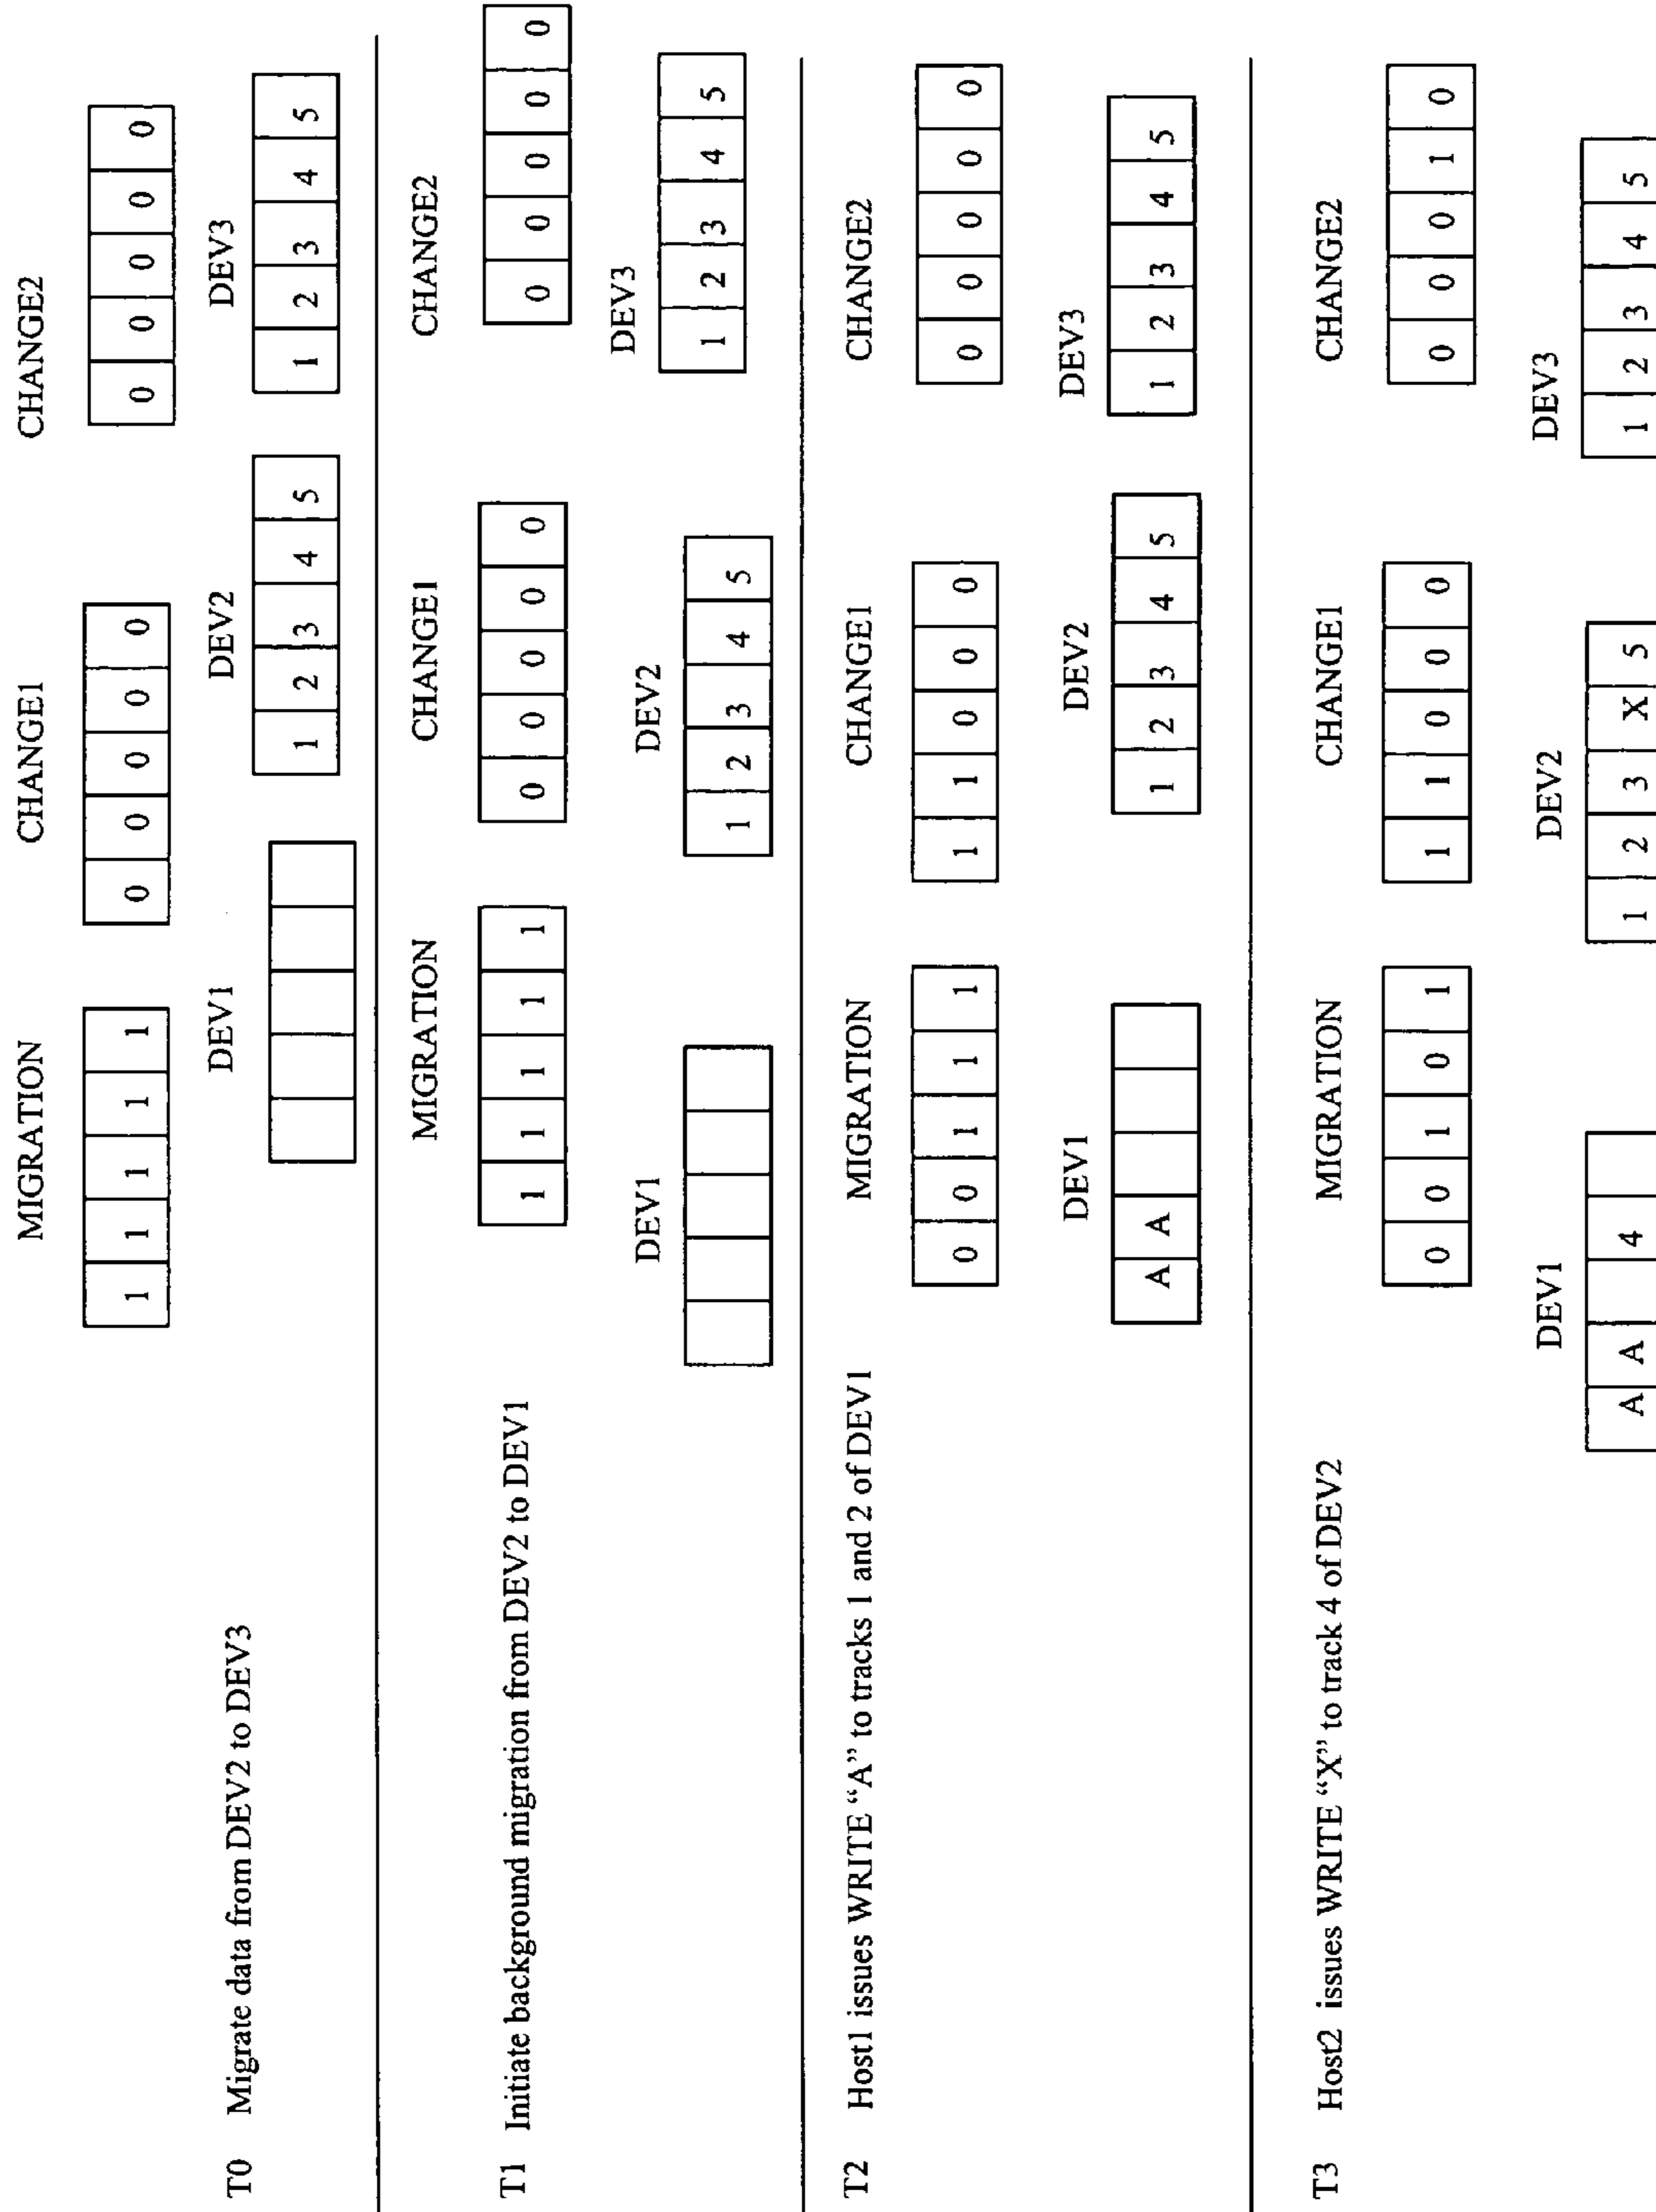 MIGRATION CHANGE1 CHANGE2
1 1 1 1 1 0 0 0 0 0 0 0 0 0 0
T0 Migrate data from DEV2 to DEV3
DEV1 DEV2 DEV3
1 2 3 4 5 1 2 3 4 5
MIGRATION CHANGE1 CHANGE2
T1 Initiate background migration from DEV2 to DEV1
1 1 1 1 1 0 0 0 0 0 0 0 0 0 0
DEV1 DEV2 DEV3
1 2 3 4 5 1 2 3 4 5
T2 Host1 issues WRITE “A” to tracks 1 and 2 of DEV1
MIGRATION CHANGE1 CHANGE2
0 0 1 1 1 1 1 0 0 0 0 0 0 0 0
DEV1 DEV2 DEV3
A A 1 2 3 4 5 1 2 3 4 5
T3 Host2 issues WRITE “X” to track 4 of DEV2
MIGRATION CHANGE1 CHANGE2
0 0 1 0 1 1 1 0 0 0 0 0 0 1 0
DEV1 DEV2 DEV3
A A 4 1 2 3 X 5 1 2 3 4 5